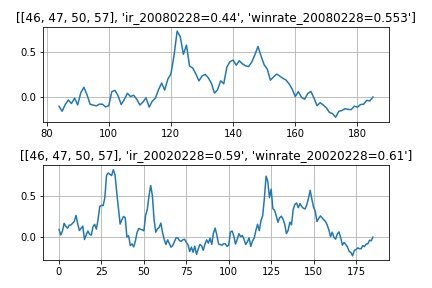 [[46, 47, 50, 57], 'ir_20080228=0.44', 'winrate_20080228=0.553']
0.5
0.0
80 100 120 140 160 180
[[46, 47, 50, 57], 'ir_20020228=0.59', 'winrate_20020228=0.61']
0.5
0.0
0 25 50 75 100 125 150 175